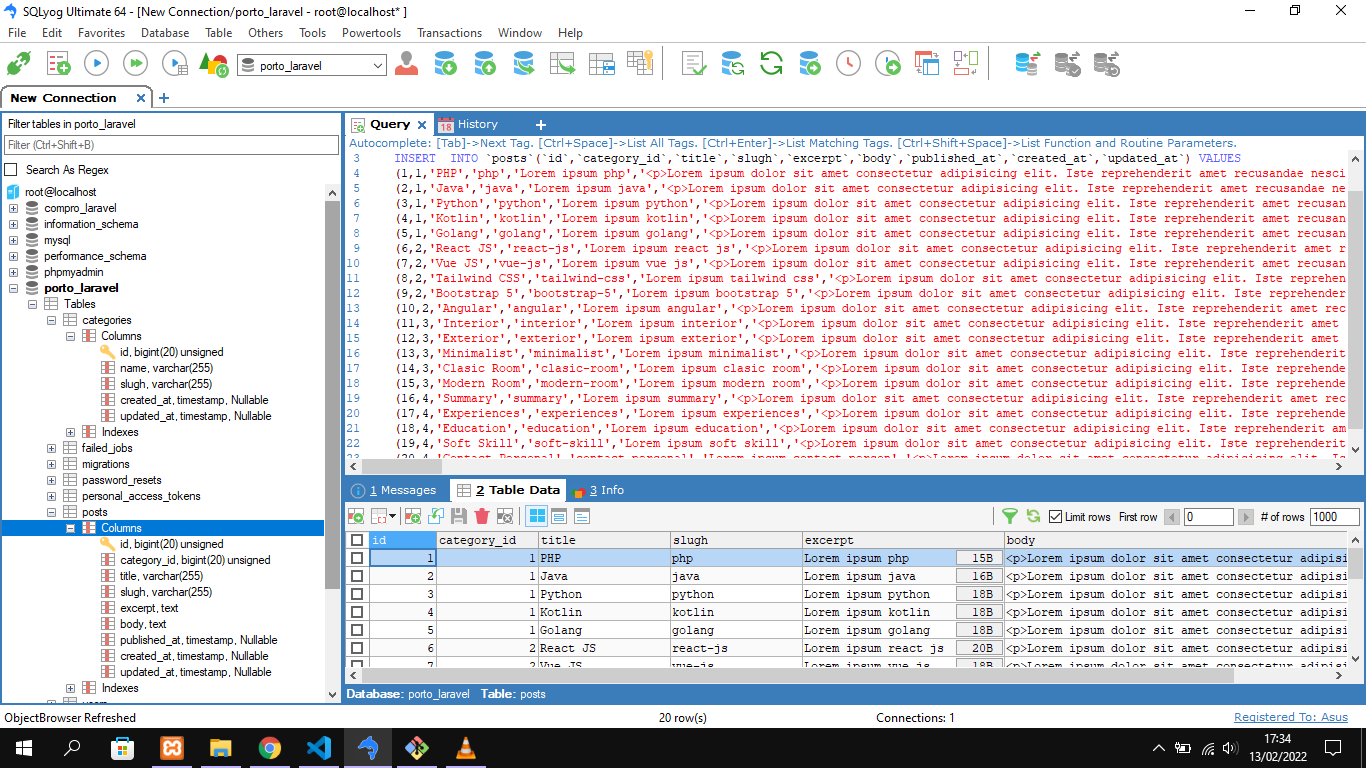 SQLyog Ultimate 64 - [New Connection/porto_laravel - root@localhost* ]
File Edit Favorites Database Table Others Tools Powertools Transactions Window Help
porto_laravel
New Connection
Filter tables in porto_laravel
Filter (Ctrl+Shift+B)
Search As Regex
root@localhost
compro_laravel
information_schema
mysql
performance_schema
phpmyadmin
porto_laravel
Tables
categories
Columns
id, bigint(20) unsigned
name, varchar(255)
slugh, varchar(255)
created_at, timestamp, Nullable
updated_at, timestamp, Nullable
Indexes
failed_jobs
migrations
password_resets
personal_access_tokens
posts
Columns
id, bigint(20) unsigned
category_id, bigint(20) unsigned
title, varchar(255)
slugh, varchar(255)
excerpt, text
body, text
published_at, timestamp, Nullable
created_at, timestamp, Nullable
updated_at, timestamp, Nullable
Indexes
Query 18 History
Autocomplete: [Tab]->Next Tag. [Ctrl+Space]->List All Tags. [Ctrl+Enter]->List Matching Tags. [Ctrl+Shift+Space]->List Function and Routine Parameters.
3 INSERT  INTO `posts`(`id`,`category_id`,`title`,`slugh`,`excerpt`,`body`,`published_at`,`created_at`,`updated_at`) VALUES
4 (1,1,'PHP','php','Lorem ipsum php','<p>Lorem ipsum dolor sit amet consectetur adipisicing elit. Iste reprehenderit amet recusandae nesci
5 (2,1,'Java','java','Lorem ipsum java','<p>Lorem ipsum dolor sit amet consectetur adipisicing elit. Iste reprehenderit amet recusandae ne
6 (3,1,'Python','python','Lorem ipsum python','<p>Lorem ipsum dolor sit amet consectetur adipisicing elit. Iste reprehenderit amet recusan
7 (4,1,'Kotlin','kotlin','Lorem ipsum kotlin','<p>Lorem ipsum dolor sit amet consectetur adipisicing elit. Iste reprehenderit amet recusan
8 (5,1,'Golang','golang','Lorem ipsum golang','<p>Lorem ipsum dolor sit amet consectetur adipisicing elit. Iste reprehenderit amet recusan
9 (6,2,'React JS','react-js','Lorem ipsum react js','<p>Lorem ipsum dolor sit amet consectetur adipisicing elit. Iste reprehenderit amet r
10 (7,2,'Vue JS','vue-js','Lorem ipsum vue js','<p>Lorem ipsum dolor sit amet consectetur adipisicing elit. Iste reprehenderit amet recusan
11 (8,2,'Tailwind CSS','tailwind-css','Lorem ipsum tailwind css','<p>Lorem ipsum dolor sit amet consectetur adipisicing elit. Iste reprehen
12 (9,2,'Bootstrap 5','bootstrap-5','Lorem ipsum bootstrap 5','<p>Lorem ipsum dolor sit amet consectetur adipisicing elit. Iste reprehender
13 (10,2,'Angular','angular','Lorem ipsum angular','<p>Lorem ipsum dolor sit amet consectetur adipisicing elit. Iste reprehenderit amet recu
14 (11,3,'Interior','interior','Lorem ipsum interior','<p>Lorem ipsum dolor sit amet consectetur adipisicing elit. Iste reprehenderit amet
15 (12,3,'Exterior','exterior','Lorem ipsum exterior','<p>Lorem ipsum dolor sit amet consectetur adipisicing elit. Iste reprehenderit amet
16 (13,3,'Minimalist','minimalist','Lorem ipsum minimalist','<p>Lorem ipsum dolor sit amet consectetur adipisicing elit. Iste reprehenderit
17 (14,3,'Clasic Room','clasic-room','Lorem ipsum clasic room','<p>Lorem ipsum dolor sit amet consectetur adipisicing elit. Iste reprehende
18 (15,3,'Modern Room','modern-room','Lorem ipsum modern room','<p>Lorem ipsum dolor sit amet consectetur adipisicing elit. Iste reprehende
19 (16,4,'Summary','summary','Lorem ipsum summary','<p>Lorem ipsum dolor sit amet consectetur adipisicing elit. Iste reprehenderit amet recu
20 (17,4,'Experiences','experiences','Lorem ipsum experiences','<p>Lorem ipsum dolor sit amet consectetur adipisicing elit. Iste reprehende
21 (18,4,'Education','education','Lorem ipsum education','<p>Lorem ipsum dolor sit amet consectetur adipisicing elit. Iste reprehenderit am
22 (19,4,'Soft Skill','soft-skill','Lorem ipsum soft skill','<p>Lorem ipsum dolor sit amet consectetur adipisicing elit. Iste reprehenderit
1 Messages 2 Table Data 3 Info
Limit rows First row 0 # of rows 1000
id category_id title slugh excerpt body
1 1 PHP php Lorem ipsum php 15B <p>Lorem ipsum dolor sit amet consectetur adipisi
2 1 Java java Lorem ipsum java 16B <p>Lorem ipsum dolor sit amet consectetur adipisi
3 1 Python python Lorem ipsum python 18B <p>Lorem ipsum dolor sit amet consectetur adipisi
4 1 Kotlin kotlin Lorem ipsum kotlin 18B <p>Lorem ipsum dolor sit amet consectetur adipisi
5 1 Golang golang Lorem ipsum golang 18B <p>Lorem ipsum dolor sit amet consectetur adipisi
6 2 React JS react-js Lorem ipsum react js 20B <p>Lorem ipsum dolor sit amet consectetur adipisi
7 2 Vue JS vue-js Lorem ipsum vue js 18B <p>Lorem ipsum dolor sit amet consectetur adipisi
Database: porto_laravel Table: posts
ObjectBrowser Refreshed 20 row(s) Connections: 1 Registered To: Asus
17:34
13/02/2022